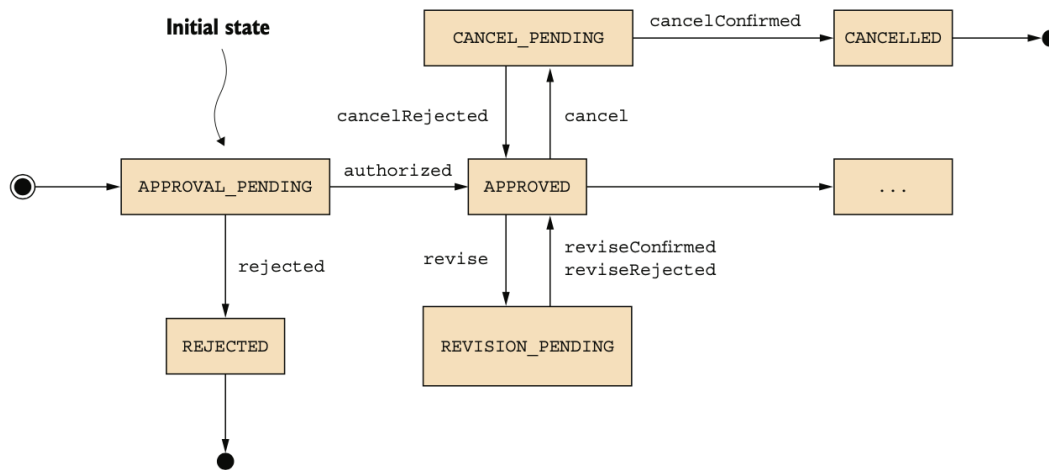 Initial state
CANCEL_PENDING
cancelConfirmed
CANCELLED
cancelRejected
cancel
APPROVAL_PENDING
authorized
APPROVED
...
rejected
revise
reviseConfirmed
reviseRejected
REJECTED
REVISION_PENDING